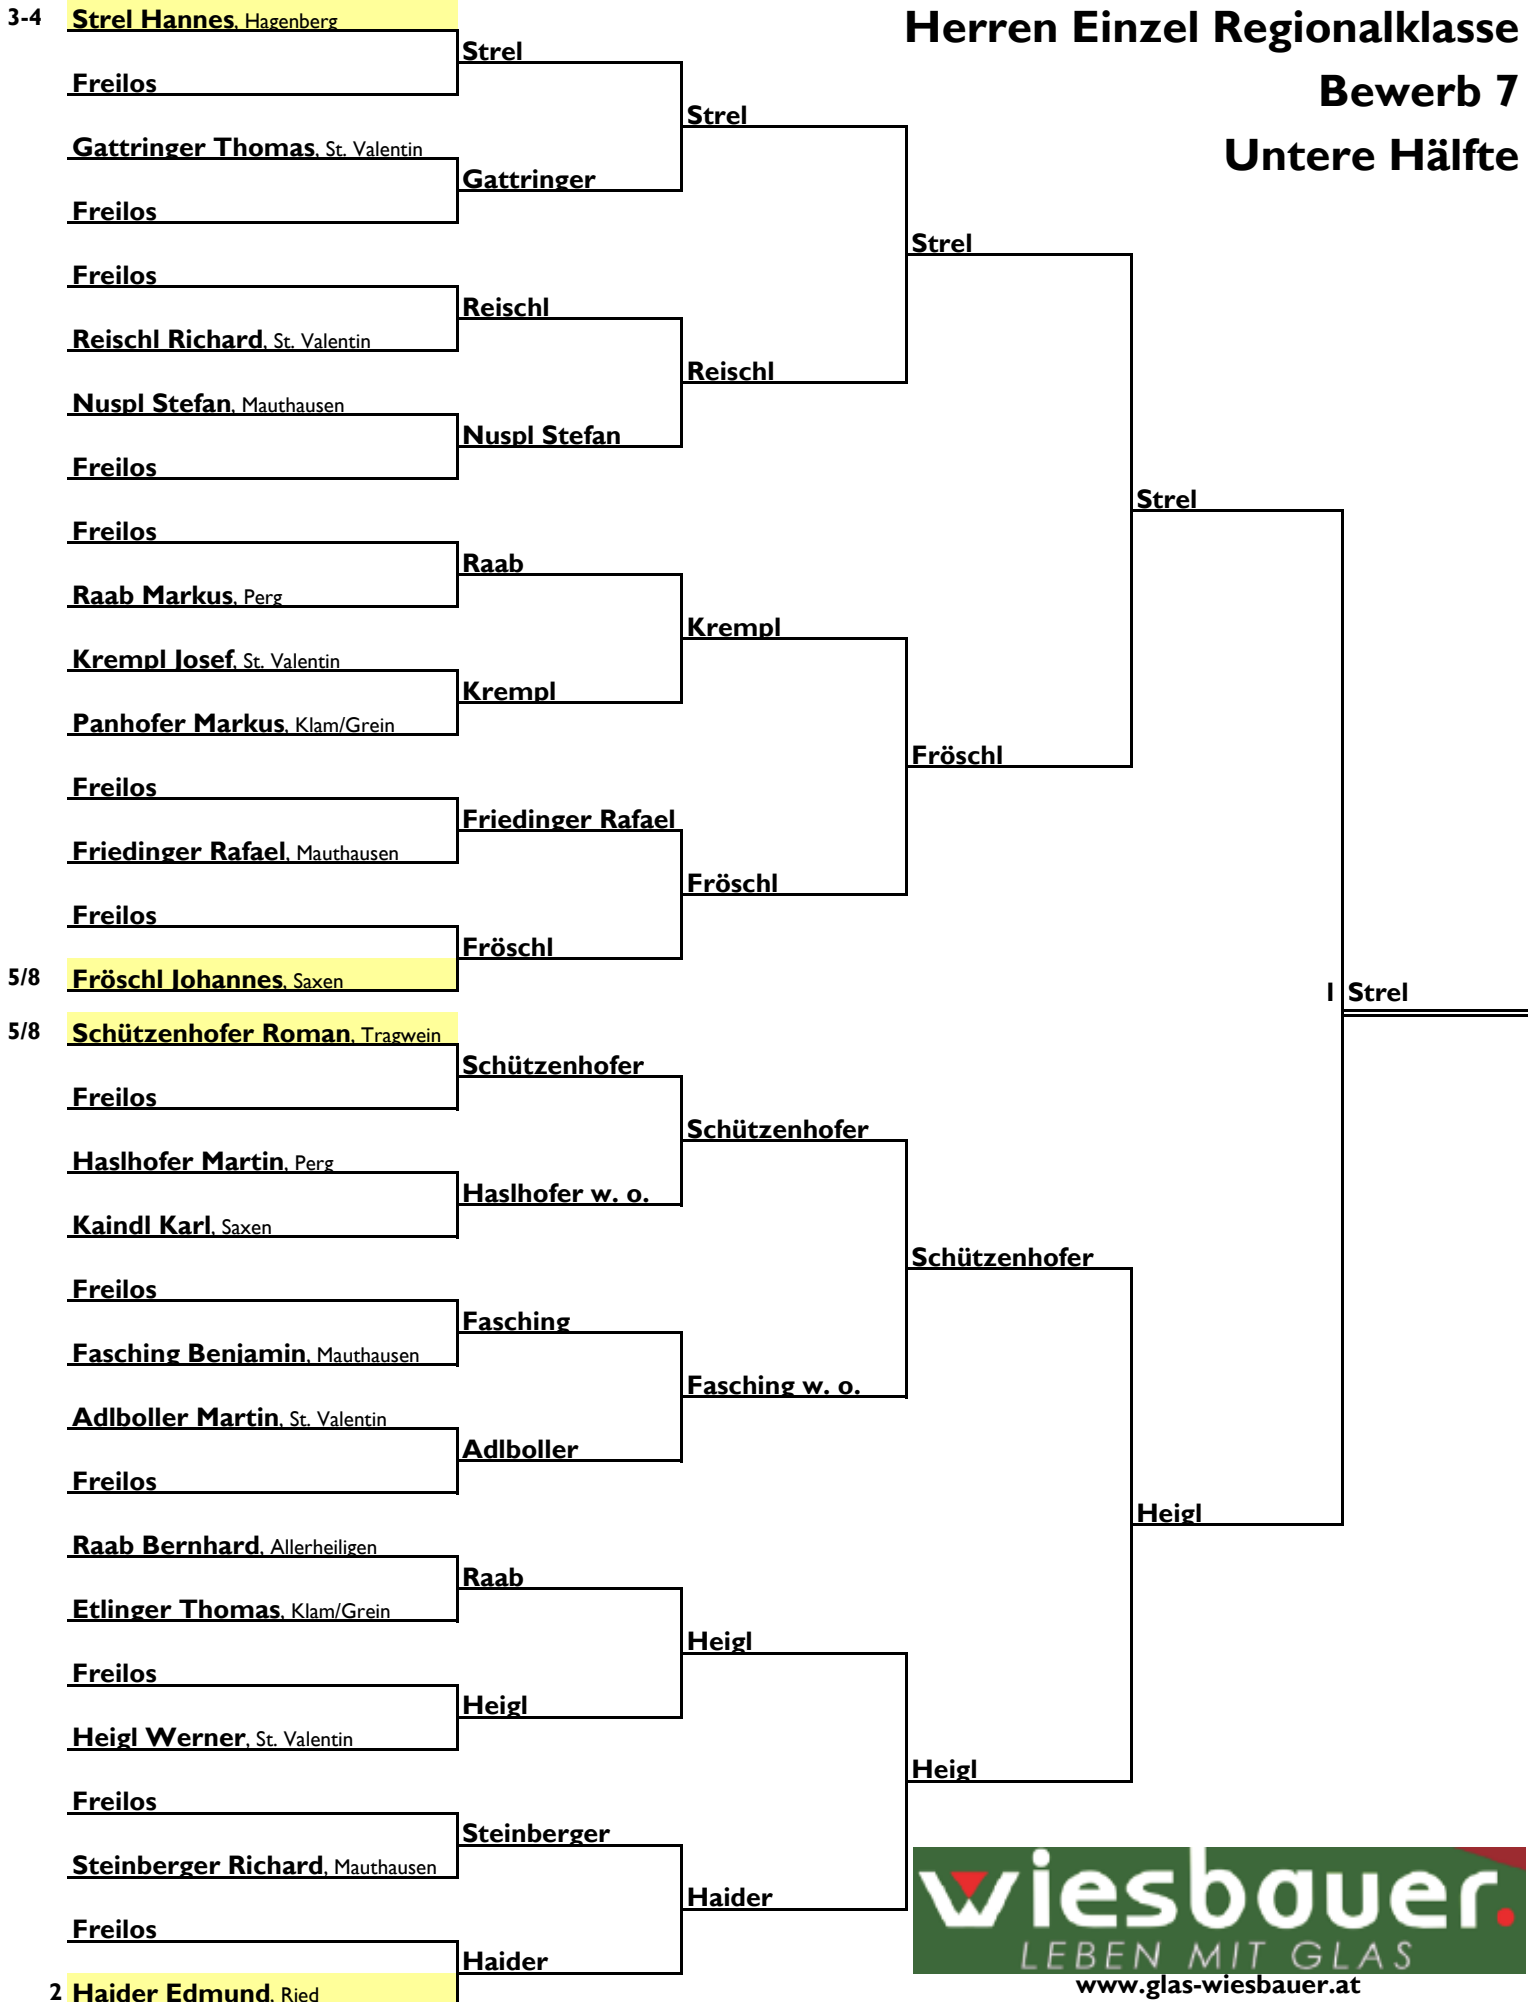 3-4 Strel Hannes, Hagenberg
Herren Einzel Regionalklasse
Strel
Freilos
Bewerb 7
Strel
Gattringer Thomas, St. Valentin
Untere Hälfte
Gattringer
Freilos
Strel
Freilos
Reischl
Reischl Richard, St. Valentin
Reischl
Nuspl Stefan, Mauthausen
Nuspl Stefan
Freilos
Strel
Freilos
Raab
Raab Markus, Perg
Krempl
Krempl Josef, St. Valentin
Krempl
Panhofer Markus, Klam/Grein
Fröschl
Freilos
Friedinger Rafael
Friedinger Rafael, Mauthausen
Fröschl
Freilos
Fröschl
5/8 Fröschl Johannes, Saxen
1 Strel
5/8 Schützenhofer Roman, Tragwein
Schützenhofer
Freilos
Schützenhofer
Haslhofer Martin, Perg
Haslhofer w. o.
Kaindl Karl, Saxen
Schützenhofer
Freilos
Fasching
Fasching Benjamin, Mauthausen
Fasching w. o.
Adlboller Martin, St. Valentin
Adlboller
Freilos
Heigl
Raab Bernhard, Allerheiligen
Raab
Etlinger Thomas, Klam/Grein
Heigl
Freilos
Heigl
Heigl Werner, St. Valentin
Heigl
Freilos
Steinberger
Steinberger Richard, Mauthausen
Haider
Freilos
Haider
2 Haider Edmund, Ried
wiesbauer.
LEBEN MIT GLAS
www.glas-wiesbauer.at